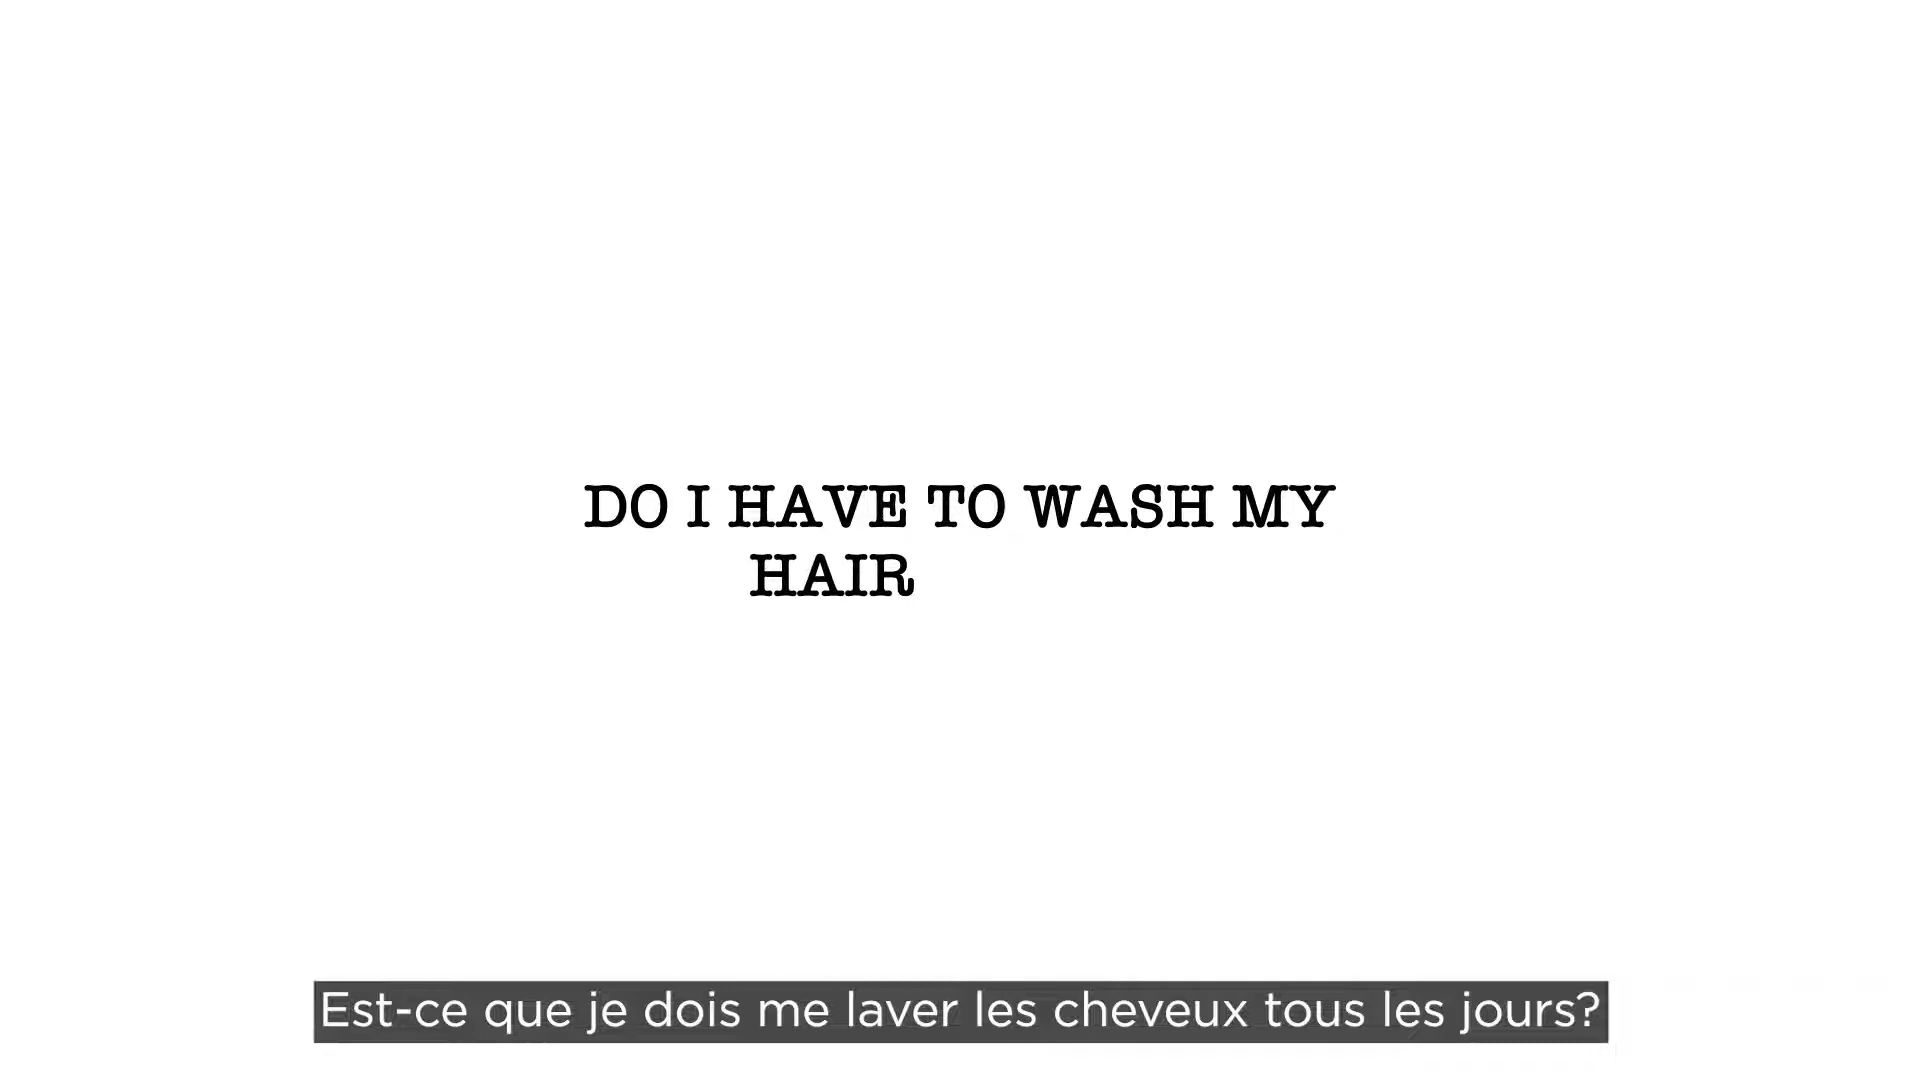 DO I HAVE TO WASH MY
HAIR
Est-ce que je dois me laver les cheveux tous les jours?